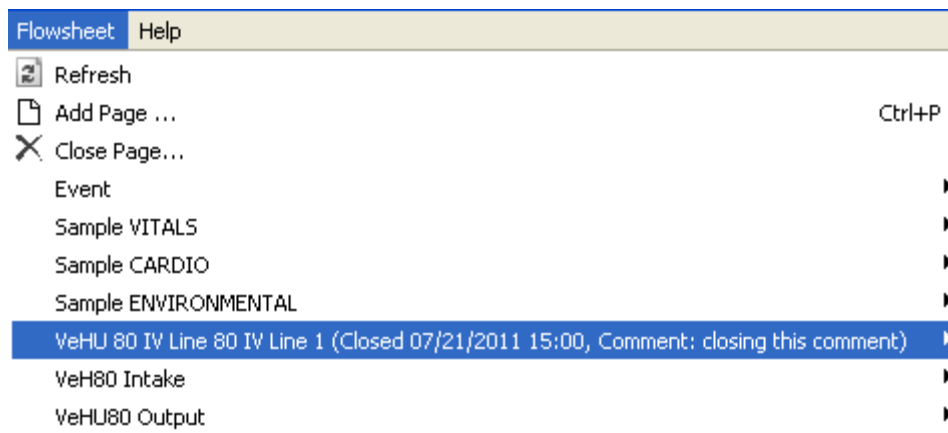 Flowsheet Help
Refresh
Add Page ... Ctrl+P
Close Page...
Event
Sample VITALS
Sample CARDIO
Sample ENVIRONMENTAL
VeHU 80 IV Line 80 IV Line 1 (Closed 07/21/2011 15:00, Comment: closing this comment)
VeH80 Intake
VeHU80 Output